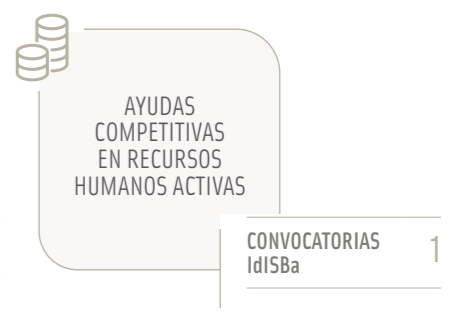 AYUDAS
COMPETITIVAS
EN RECURSOS
HUMANOS ACTIVAS
CONVOCATORIAS 1
IdISBa